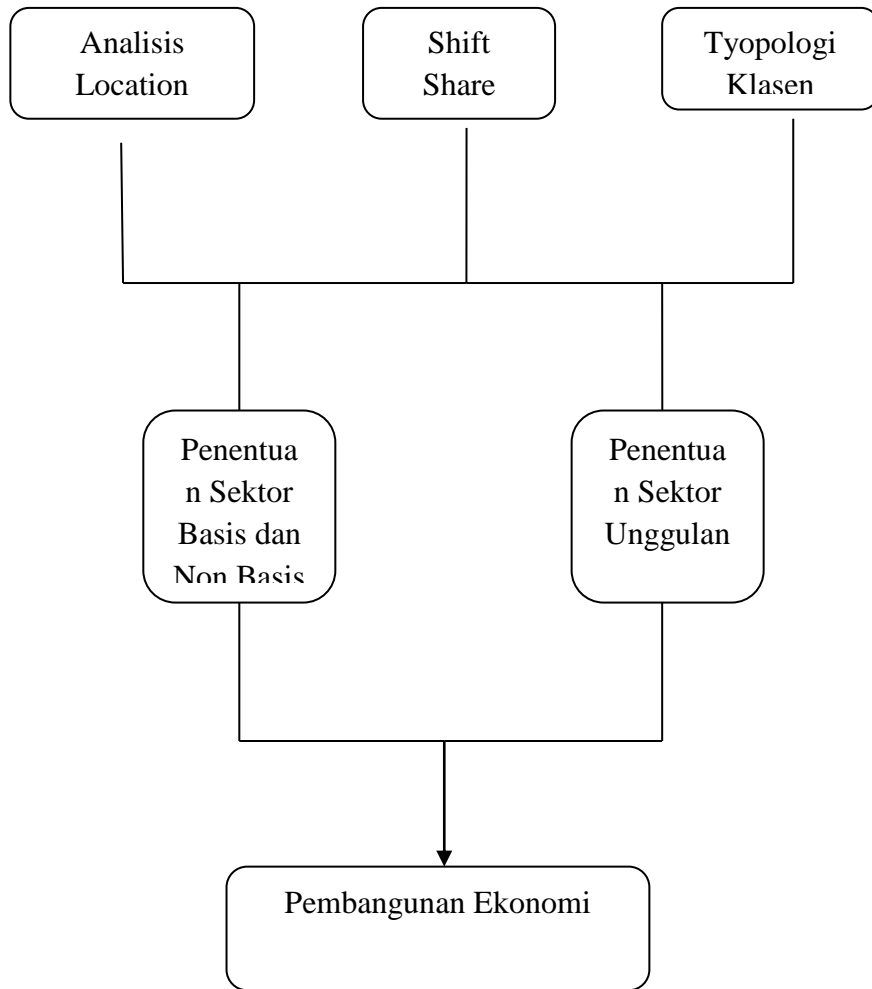 Analisis
Location
Shift
Share
Tyopologi
Klasen
Penentua
n Sektor
Basis dan
Non Basis
Penentua
n Sektor
Unggulan
Pembangunan Ekonomi